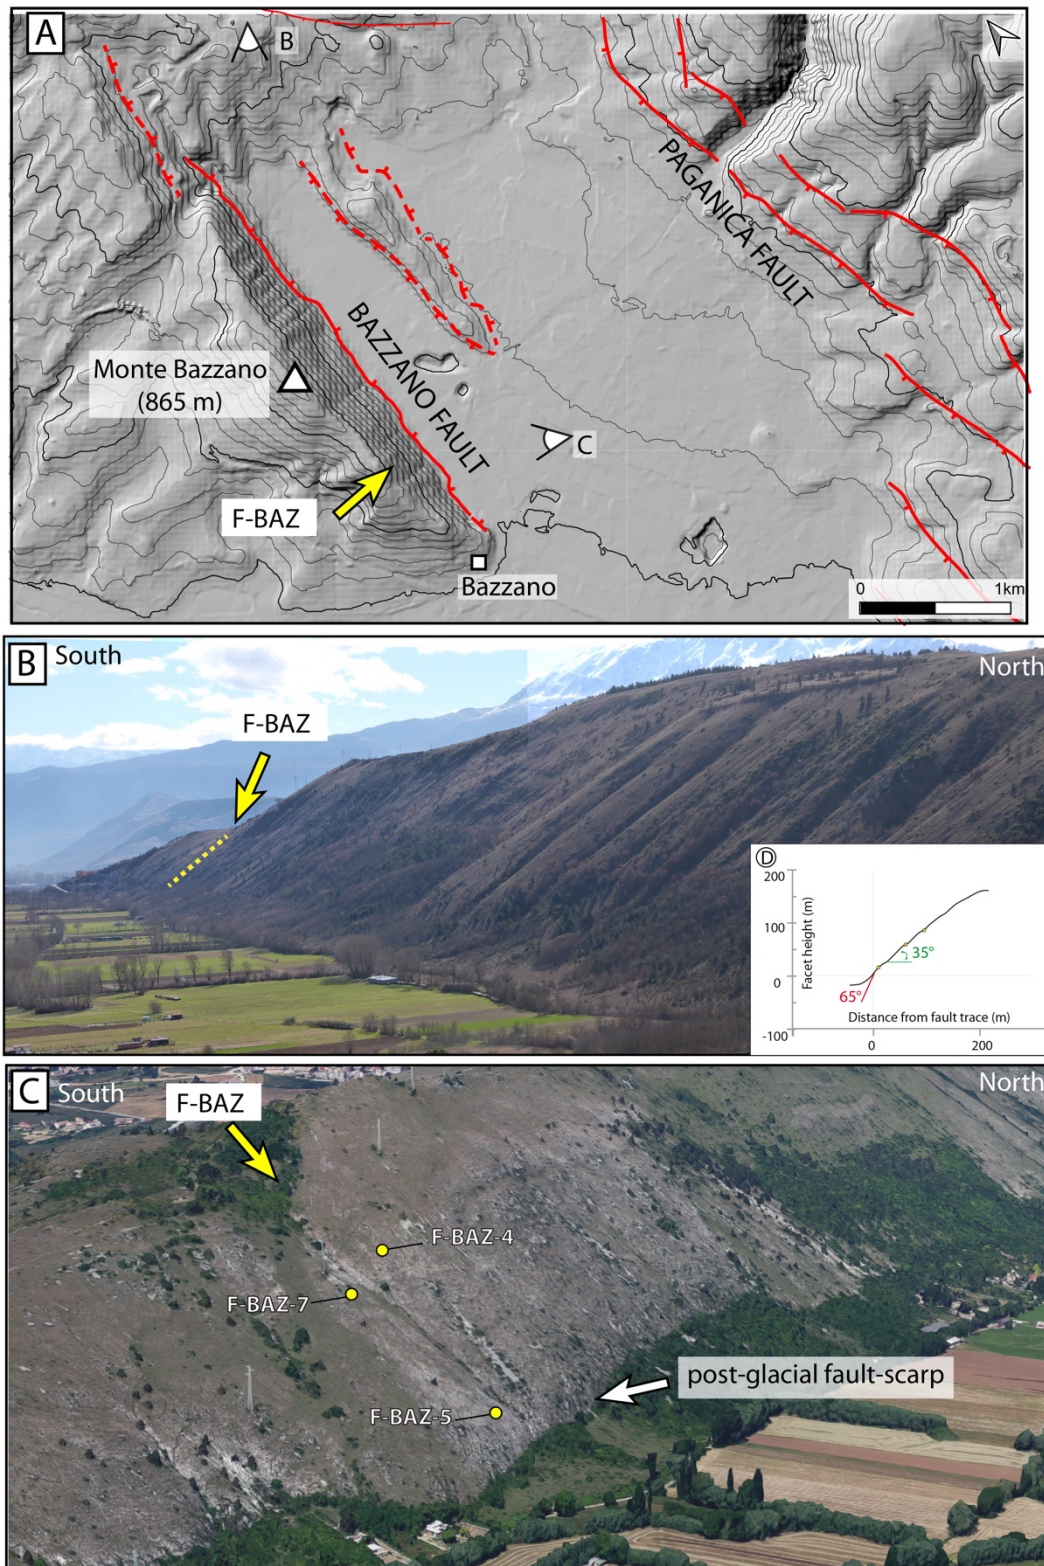 A
B
PAGANICA FAULT
BAZZANO FAULT
Monte Bazzano
(865 m)
C
F-BAZ
Bazzano
0 1km
B South
North
F-BAZ
D
200
100
0
-100
Facet height (m)
35°
65°
Distance from fault trace (m)
0 200
C South
North
F-BAZ
F-BAZ-4
F-BAZ-7
F-BAZ-5
post-glacial fault-scarp